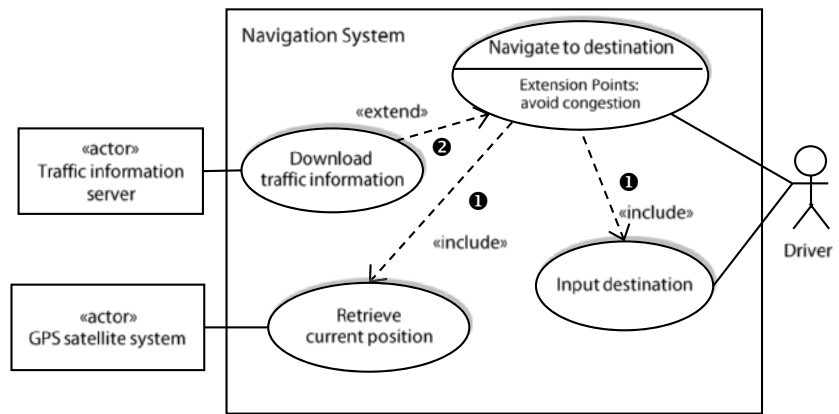 Navigation System
Navigate to destination
Extension Points:
avoid congestion
«extend»
❷
«actor»
Traffic information
server
Download
traffic information
❶
❶
«include»
«include»
Driver
Input destination
«actor»
GPS satellite system
Retrieve
current position